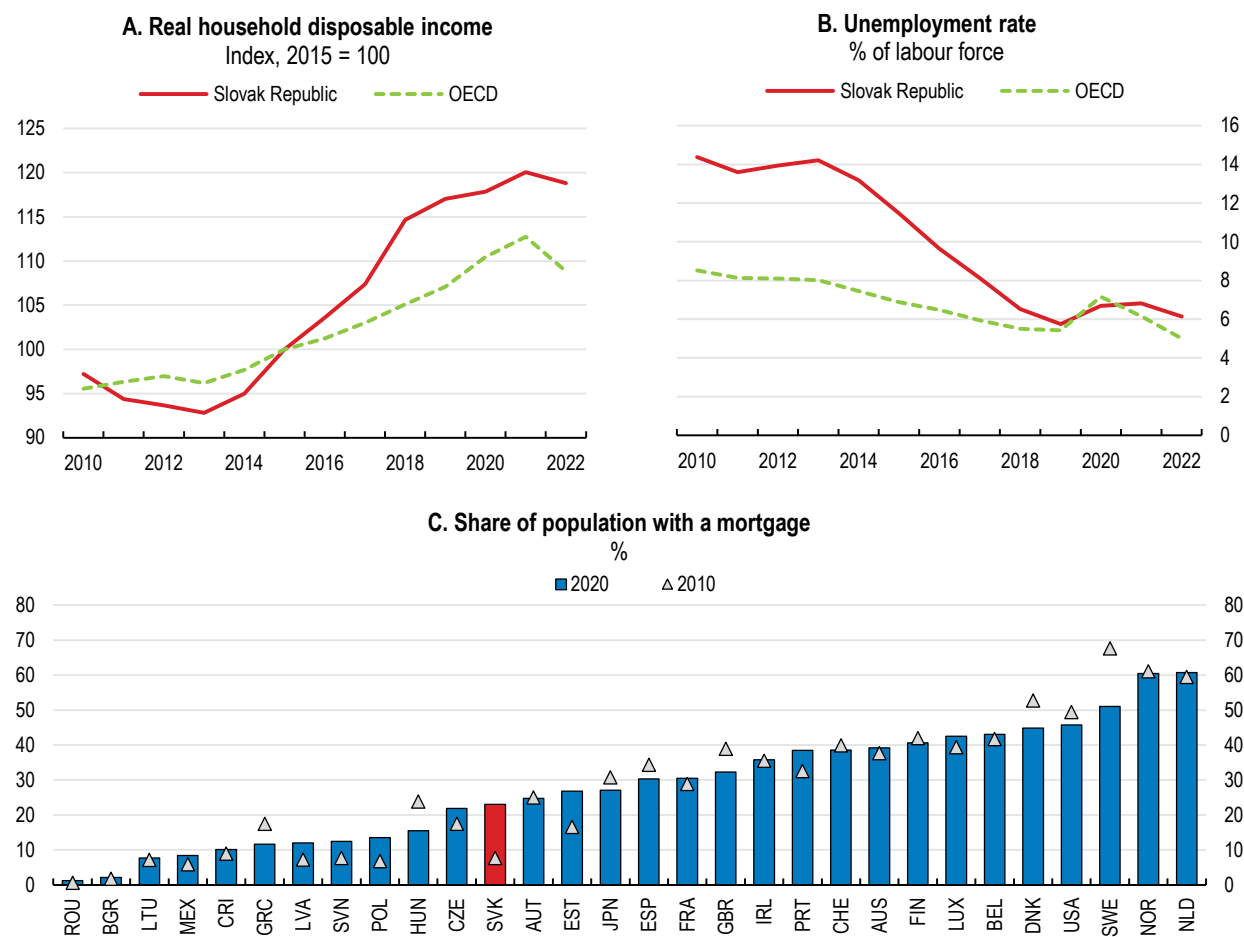 A. Real household disposable income
Index, 2015 = 100
Slovak Republic OECD
125
120
115
110
105
100
95
90
2010 2012 2014 2016 2018 2020 2022
B. Unemployment rate
% of labour force
Slovak Republic OECD
16
14
12
10
8
6
4
2
0
2010 2012 2014 2016 2018 2020 2022
C. Share of population with a mortgage
%
2020 2010
80 80
70 70
60 60
50 50
40 40
30 30
20 20
10 10
0 0
ROU BGR LTU MEX CRI GRC LVA SVN POL HUN CZE SVK AUT EST JPN ESP FRA GBR IRL PRT CHE AUS FIN LUX BEL DNK USA SWE NOR NLD